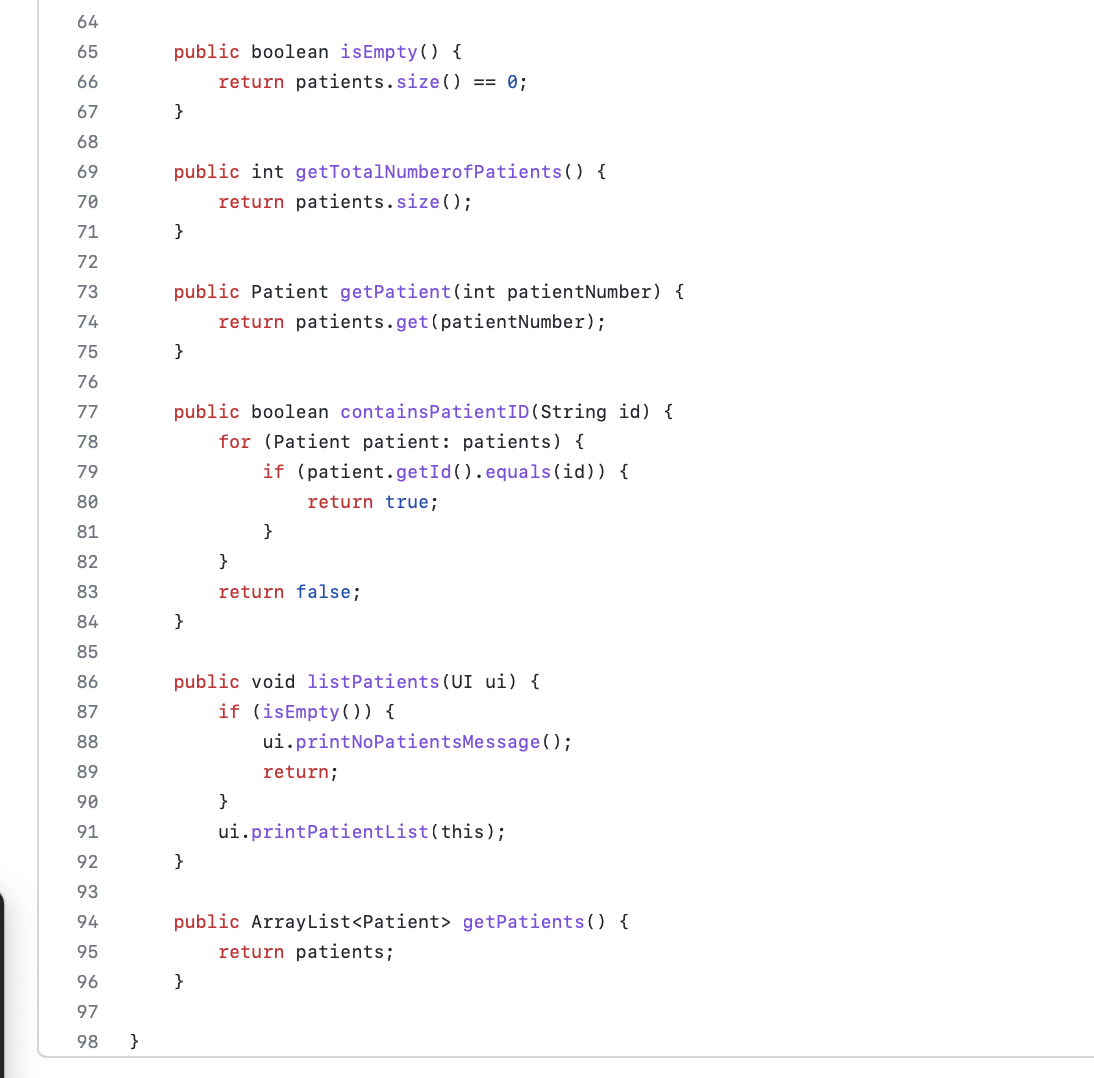 64
65 public boolean isEmpty() {
66 return patients.size() == 0;
67 }
68
69 public int getTotalNumberofPatients() {
70 return patients.size();
71 }
72
73 public Patient getPatient(int patientNumber) {
74 return patients.get(patientNumber);
75 }
76
77 public boolean containsPatientID(String id) {
78 for (Patient patient: patients) {
79 if (patient.getId().equals(id)) {
80 return true;
81 }
82 }
83 return false;
84 }
85
86 public void listPatients(UI ui) {
87 if (isEmpty()) {
88 ui.printNoPatientsMessage();
89 return;
90 }
91 ui.printPatientList(this);
92 }
93
94 public ArrayList<Patient> getPatients() {
95 return patients;
96 }
97
98 }